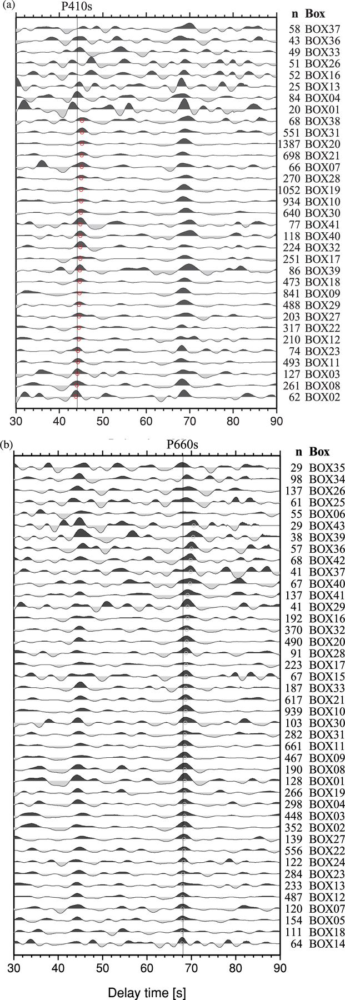 (a)
P410s
n Box
58 BOX37
43 BOX36
49 BOX33
51 BOX26
52 BOX16
25 BOX13
84 BOX04
20 BOX01
68 BOX38
551 BOX31
1387 BOX20
698 BOX21
66 BOX07
270 BOX28
1052 BOX19
934 BOX10
640 BOX30
77 BOX41
118 BOX40
224 BOX32
251 BOX17
86 BOX39
473 BOX18
841 BOX09
488 BOX29
203 BOX27
317 BOX22
210 BOX12
74 BOX23
493 BOX11
127 BOX03
261 BOX08
62 BOX02
30 40 50 60 70 80 90
(b)
P660s
n Box
29 BOX35
98 BOX34
137 BOX26
61 BOX25
55 BOX06
29 BOX43
38 BOX39
57 BOX36
68 BOX42
41 BOX37
67 BOX40
137 BOX41
41 BOX29
192 BOX16
370 BOX32
490 BOX20
91 BOX28
223 BOX17
67 BOX15
187 BOX33
617 BOX21
939 BOX10
103 BOX30
282 BOX31
661 BOX11
467 BOX09
190 BOX08
128 BOX01
266 BOX19
298 BOX04
448 BOX03
352 BOX02
139 BOX27
556 BOX22
122 BOX24
284 BOX23
233 BOX13
487 BOX12
120 BOX07
154 BOX05
111 BOX18
64 BOX14
30 40 50 60 70 80 90
Delay time [s]